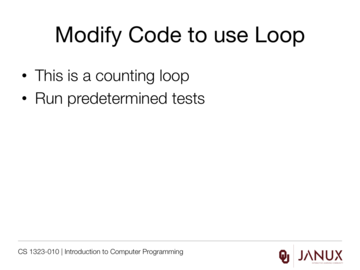 Modify Code to use Loop
• This is a counting loop
• Run predetermined tests
CS 1323-010 | Introduction to Computer Programming
JANUX